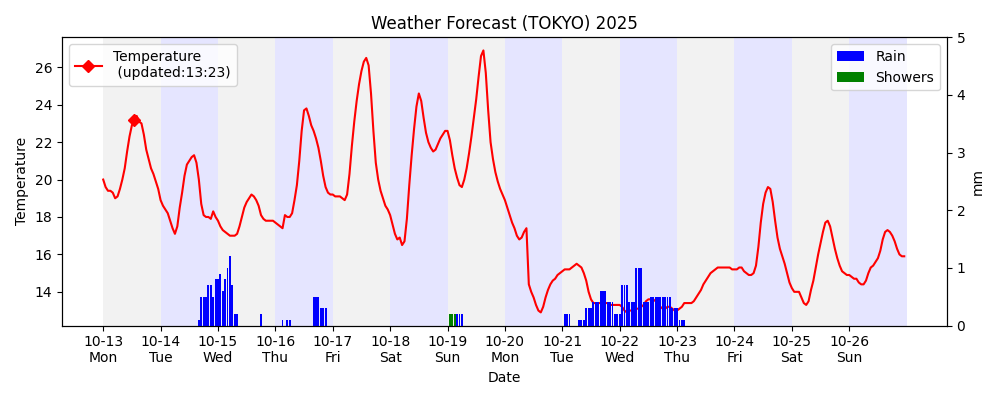 Weather Forecast (TOKYO) 2025
Temperature
(updated:13:23)
Rain
Showers
Temperature
26
24
22
20
18
16
14
5
4
3
2
1
0
mm
10-13 10-14 10-15 10-16 10-17 10-18 10-19 10-20 10-21 10-22 10-23 10-24 10-25 10-26
Mon Tue Wed Thu Fri Sat Sun Mon Tue Wed Thu Fri Sat Sun
Date